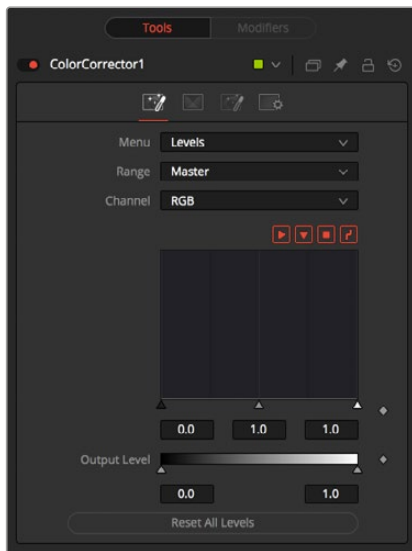 Tools Modifiers
ColorCorrector1
Menu Levels
Range Master
Channel RGB
0.0 1.0 1.0
Output Level
0.0 1.0
Reset All Levels